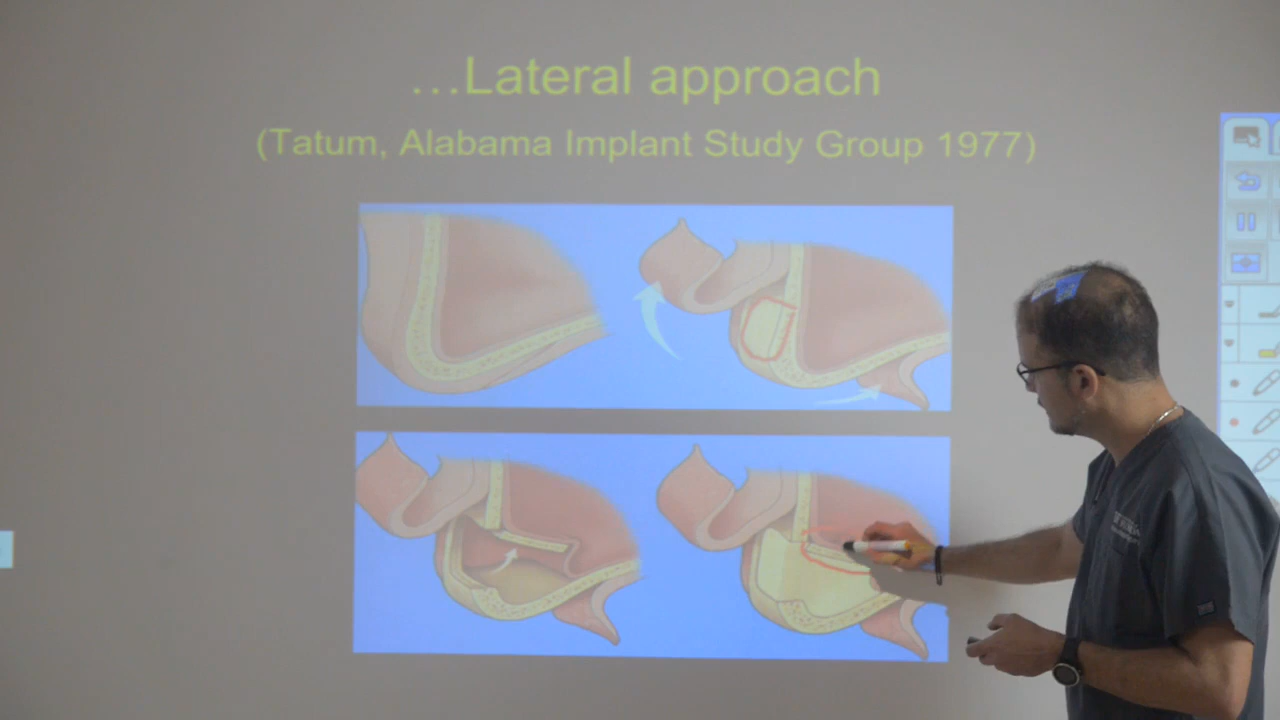 …Lateral approach
(Tatum, Alabama Implant Study Group 1977)